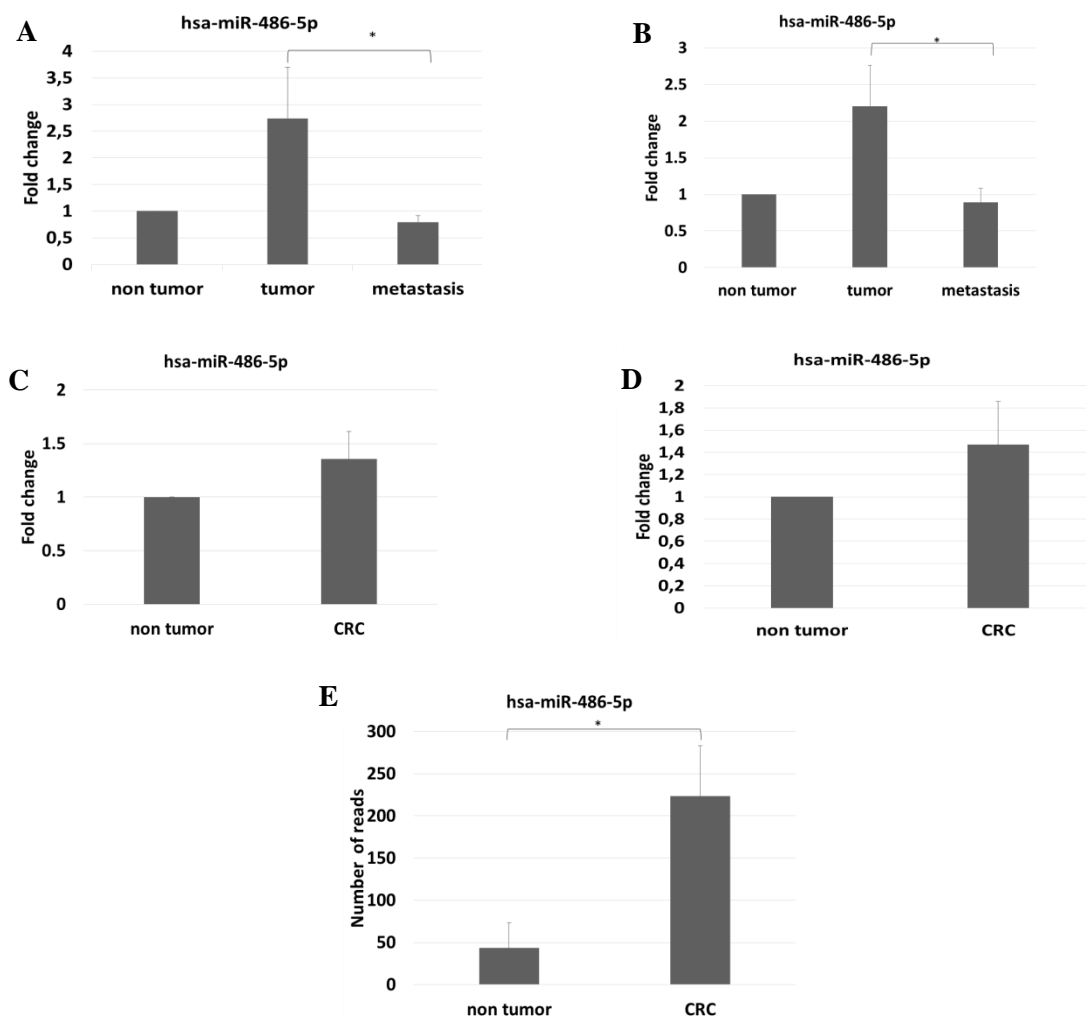 A
hsa-miR-486-5p
*
4
3,5
3
2,5
2
1,5
1
0,5
0
Fold change
non tumor
tumor
metastasis
B
hsa-miR-486-5p
*
3
2.5
2
1.5
1
0.5
0
Fold change
non tumor
tumor
metastasis
C
hsa-miR-486-5p
2
1.5
1
0.5
0
Fold change
non tumor
CRC
D
hsa-miR-486-5p
2
1,8
1,6
1,4
1,2
1
0,8
0,6
0,4
0,2
0
Fold change
non tumor
CRC
E
hsa-miR-486-5p
*
300
250
200
150
100
50
0
Number of reads
non tumor
CRC